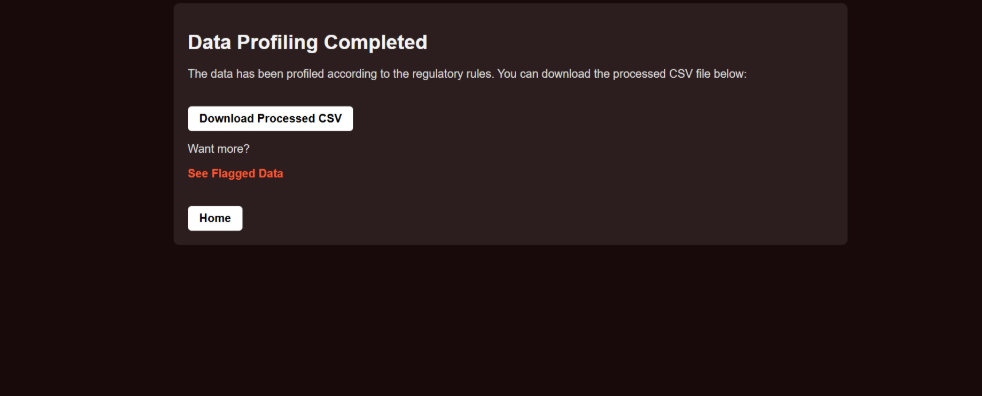 Data Profiling Completed
The data has been profiled according to the regulatory rules. You can download the processed CSV file below:
Download Processed CSV
Want more?
See Flagged Data
Home